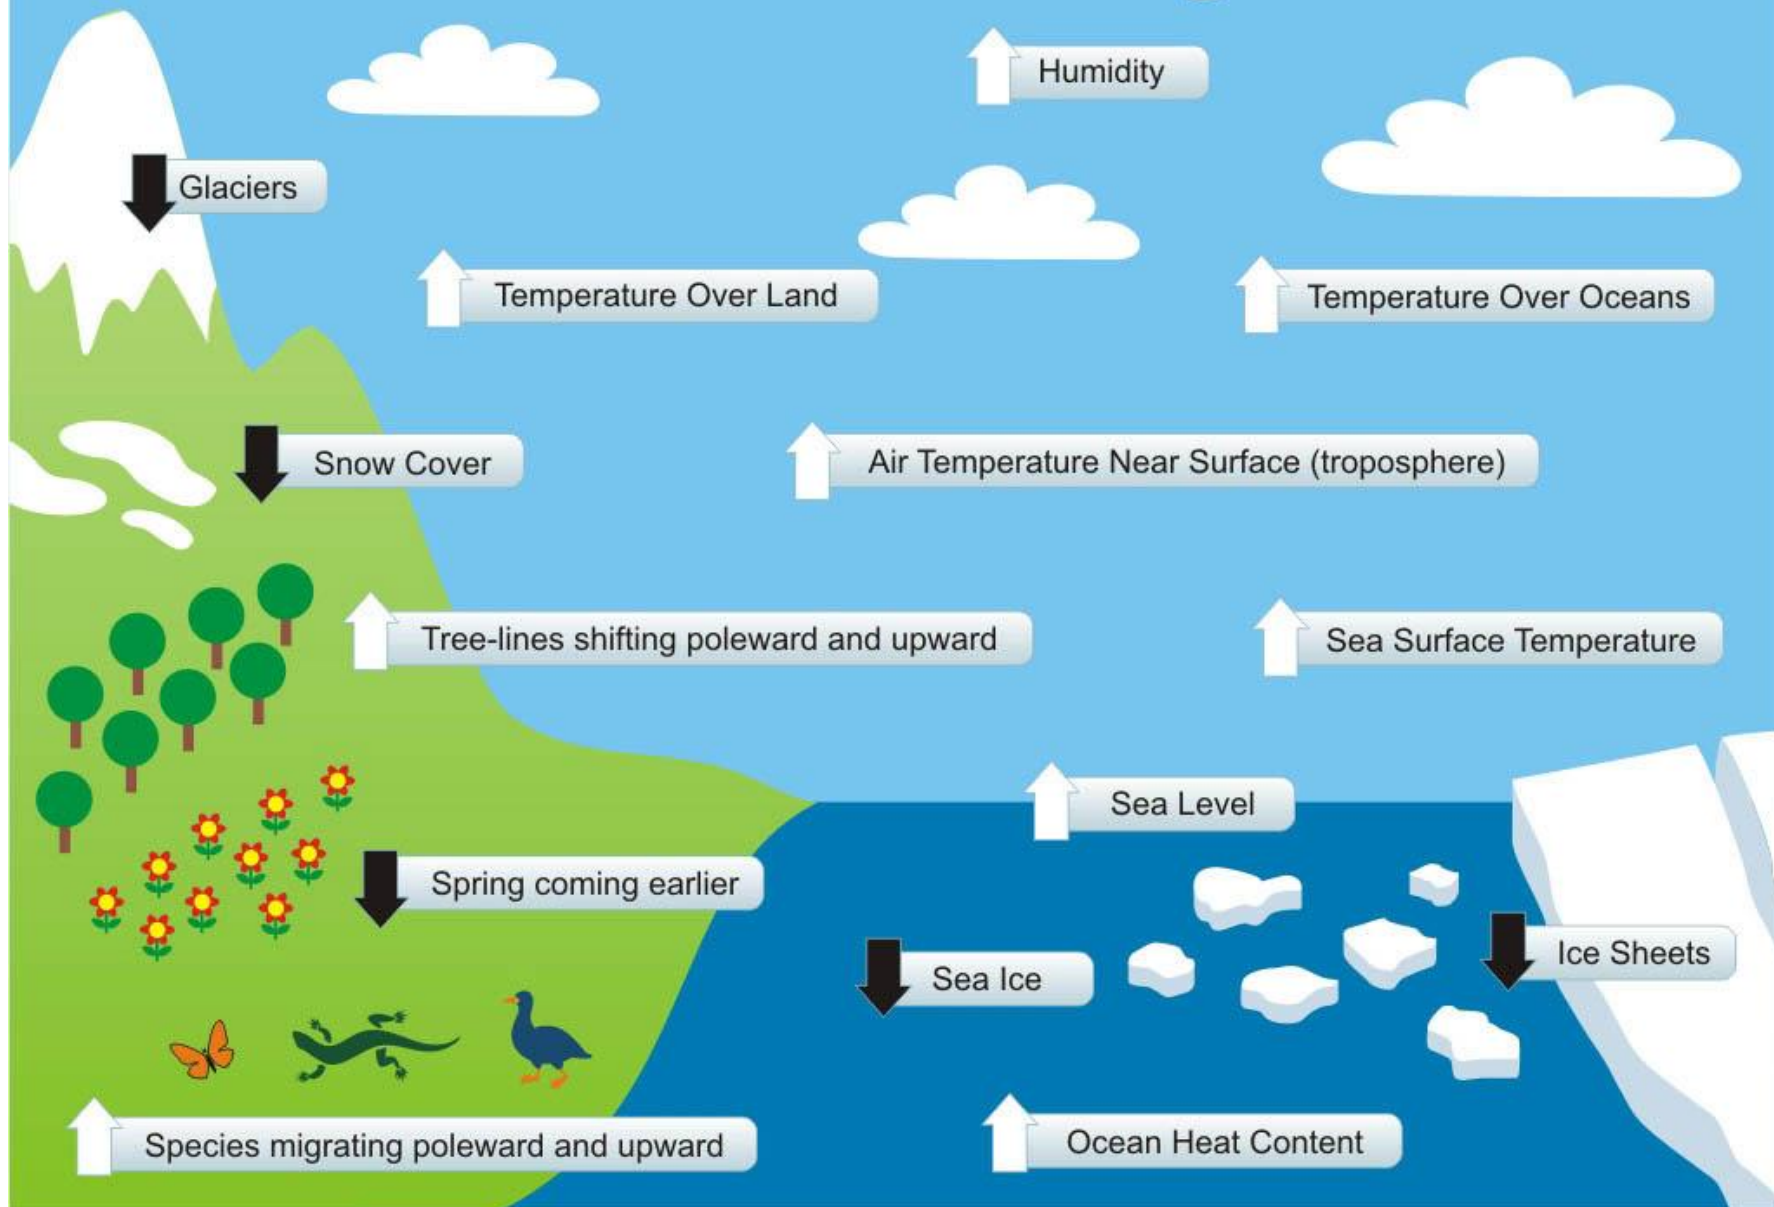 Humidity
Glaciers
Temperature Over Land
Temperature Over Oceans
Snow Cover
Air Temperature Near Surface (troposphere)
Tree-lines shifting poleward and upward
Sea Surface Temperature
Sea Level
Spring coming earlier
Ice Sheets
Sea Ice
Species migrating poleward and upward
Ocean Heat Content